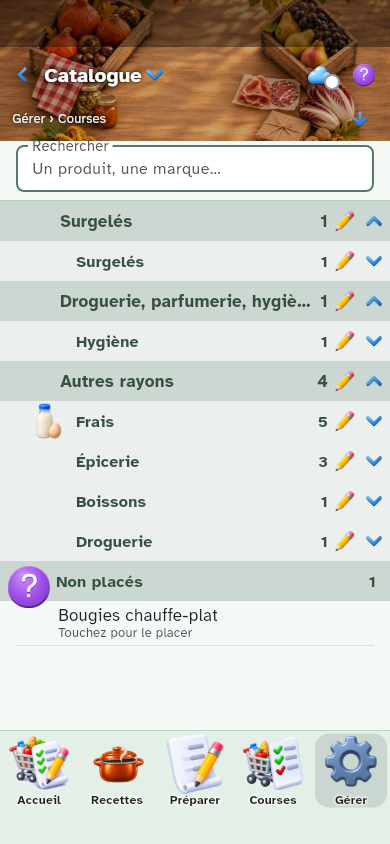 Catalogue
?
Gérer › Courses
Rechercher
Un produit, une marque...
Surgelés 1
Surgelés 1
Droguerie, parfumerie, hygiè... 1
Hygiène 1
Autres rayons 4
Frais 5
Épicerie 3
Boissons 1
Droguerie 1
? Non placés 1
Bougies chauffe-plat
Touchez pour le placer
Accueil Recettes Préparer Courses Gérer